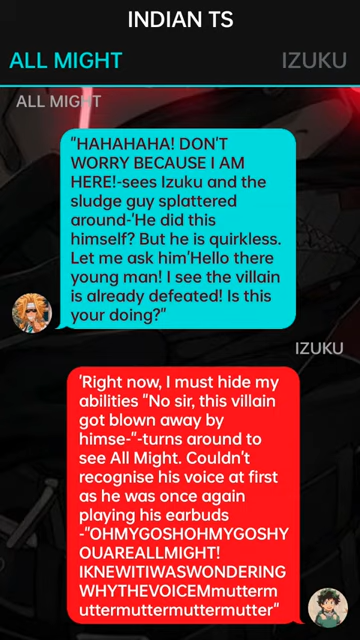 INDIAN TS
ALL MIGHT
IZUKU
ALL MIGHT
"HAHAHAHA! DON'T
WORRY BECAUSE I AM
HERE!-sees Izuku and the
sludge guy splattered
around-'He did this
himself? But he is quirkless.
Let me ask him'Hello there
young man! I see the villain
is already defeated! Is this
your doing?"
IZUKU
'Right now, I must hide my
abilities "No sir, this villain
got blown away by
himse-"-turns around to
see All Might. Couldn't
recognise his voice at first
as he was once again
playing his earbuds
-"OHMYGOSHOHMYGOSHY
OUAREALLMIGHT!
IKNEWITIWASWONDERING
WHYTHEVOICEMmutterm
uttermuttermuttermutter"